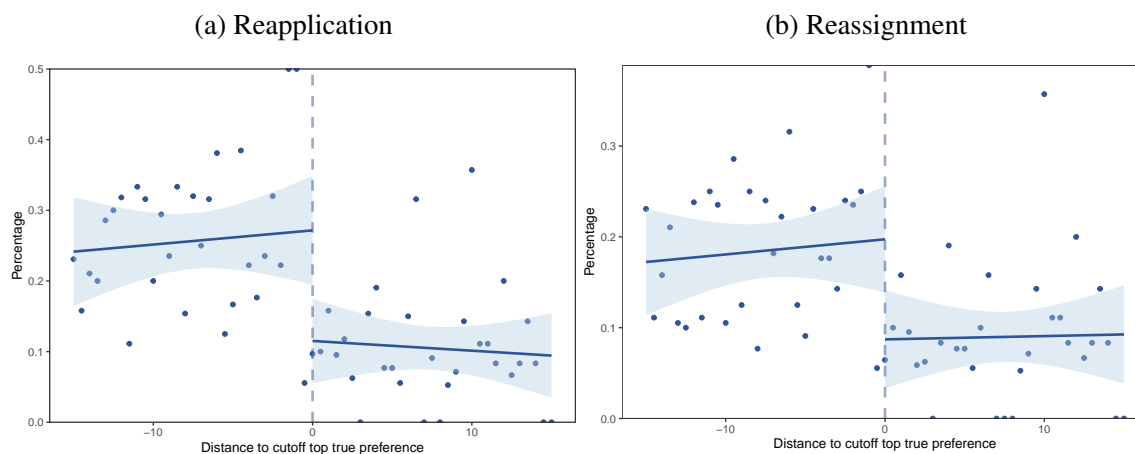 (a) Reapplication
0.5
0.4
0.3
0.2
0.1
0.0
Percentage
−10
0
10
Distance to cutoff top true preference
(b) Reassignment
0.3
0.2
0.1
0.0
Percentage
−10
0
10
Distance to cutoff top true preference